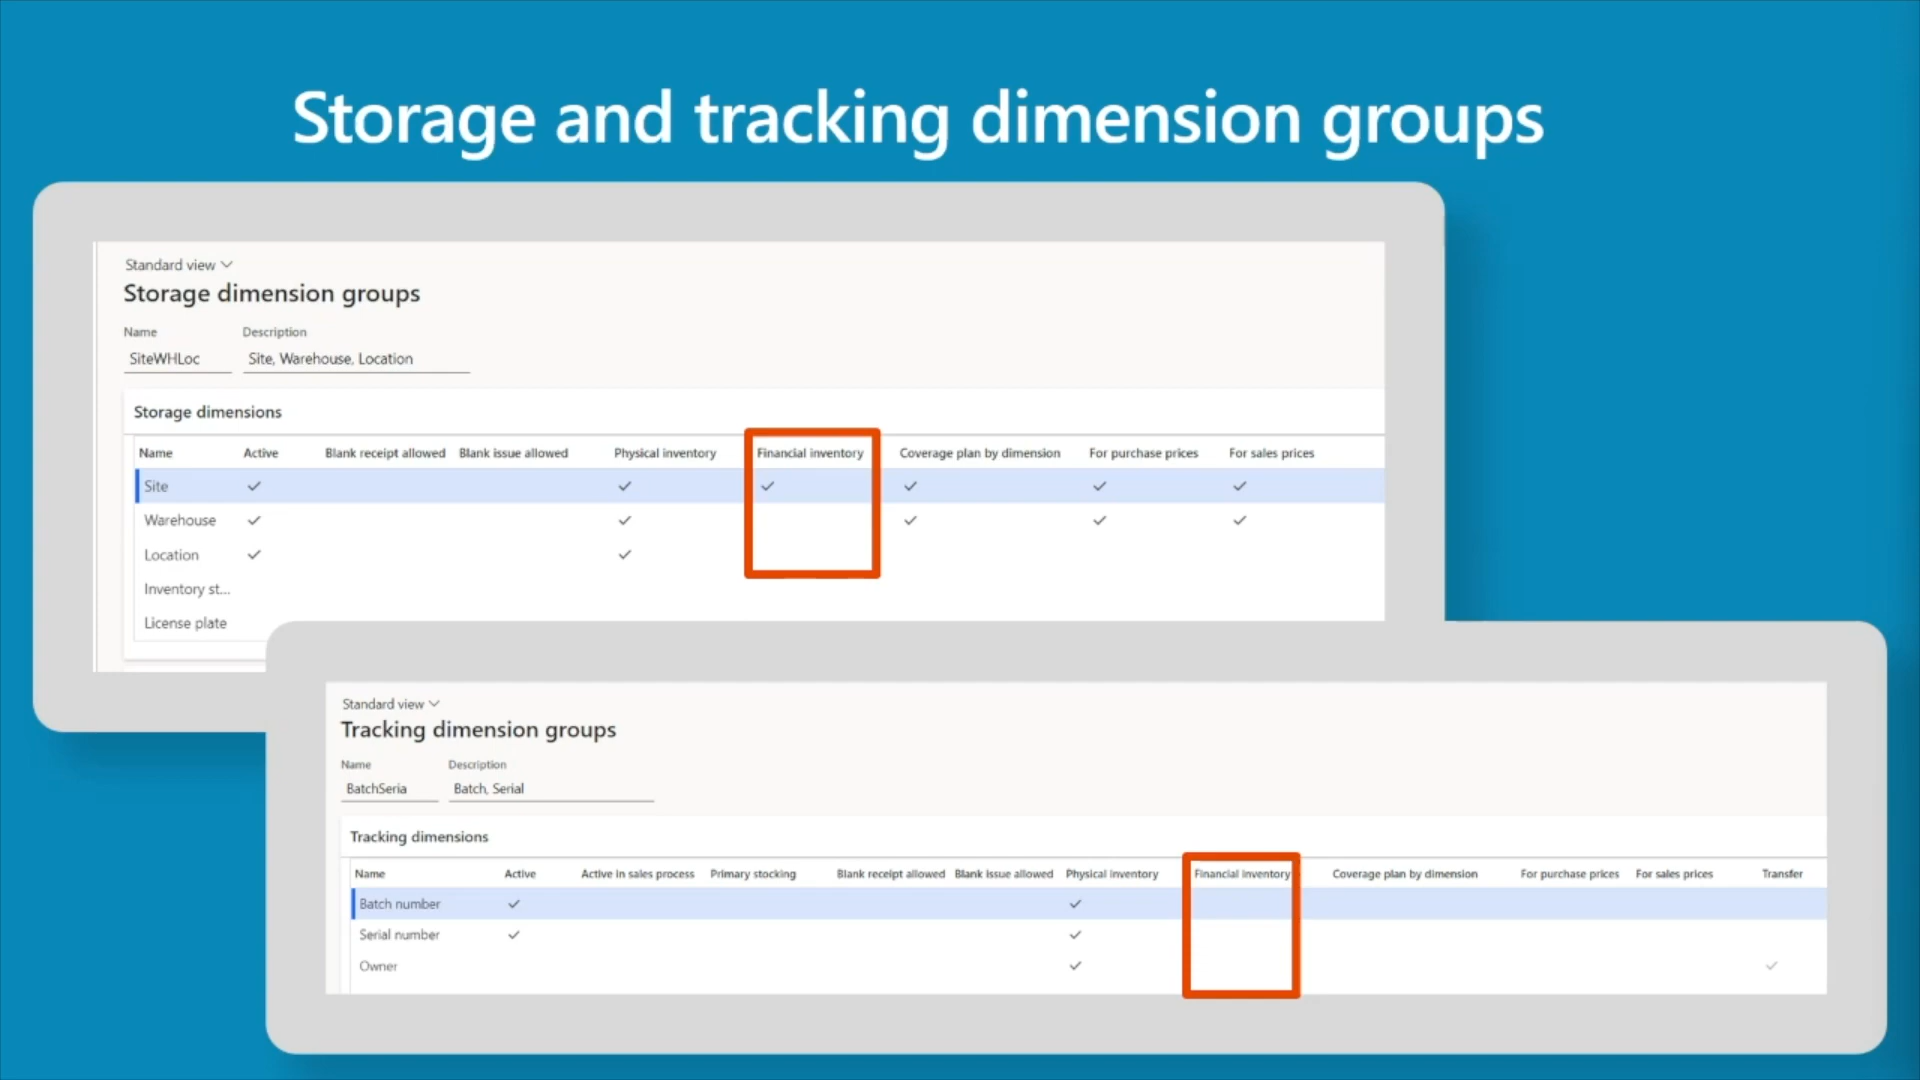 Storage and tracking dimension groups
Standard view
Storage dimension groups
Name Description
SiteWHLoc Site, Warehouse, Location
Storage dimensions
Name Active Blank receipt allowed Blank issue allowed Physical inventory Financial inventory Coverage plan by dimension For purchase prices For sales prices
Site
Warehouse
Location
Inventory st...
License plate
Standard view
Tracking dimension groups
Name Description
BatchSeria Batch, Serial
Tracking dimensions
Name Active Active in sales process Primary stocking Blank receipt allowed Blank issue allowed Physical inventory Financial inventory Coverage plan by dimension For purchase prices For sales prices Transfer
Batch number
Serial number
Owner